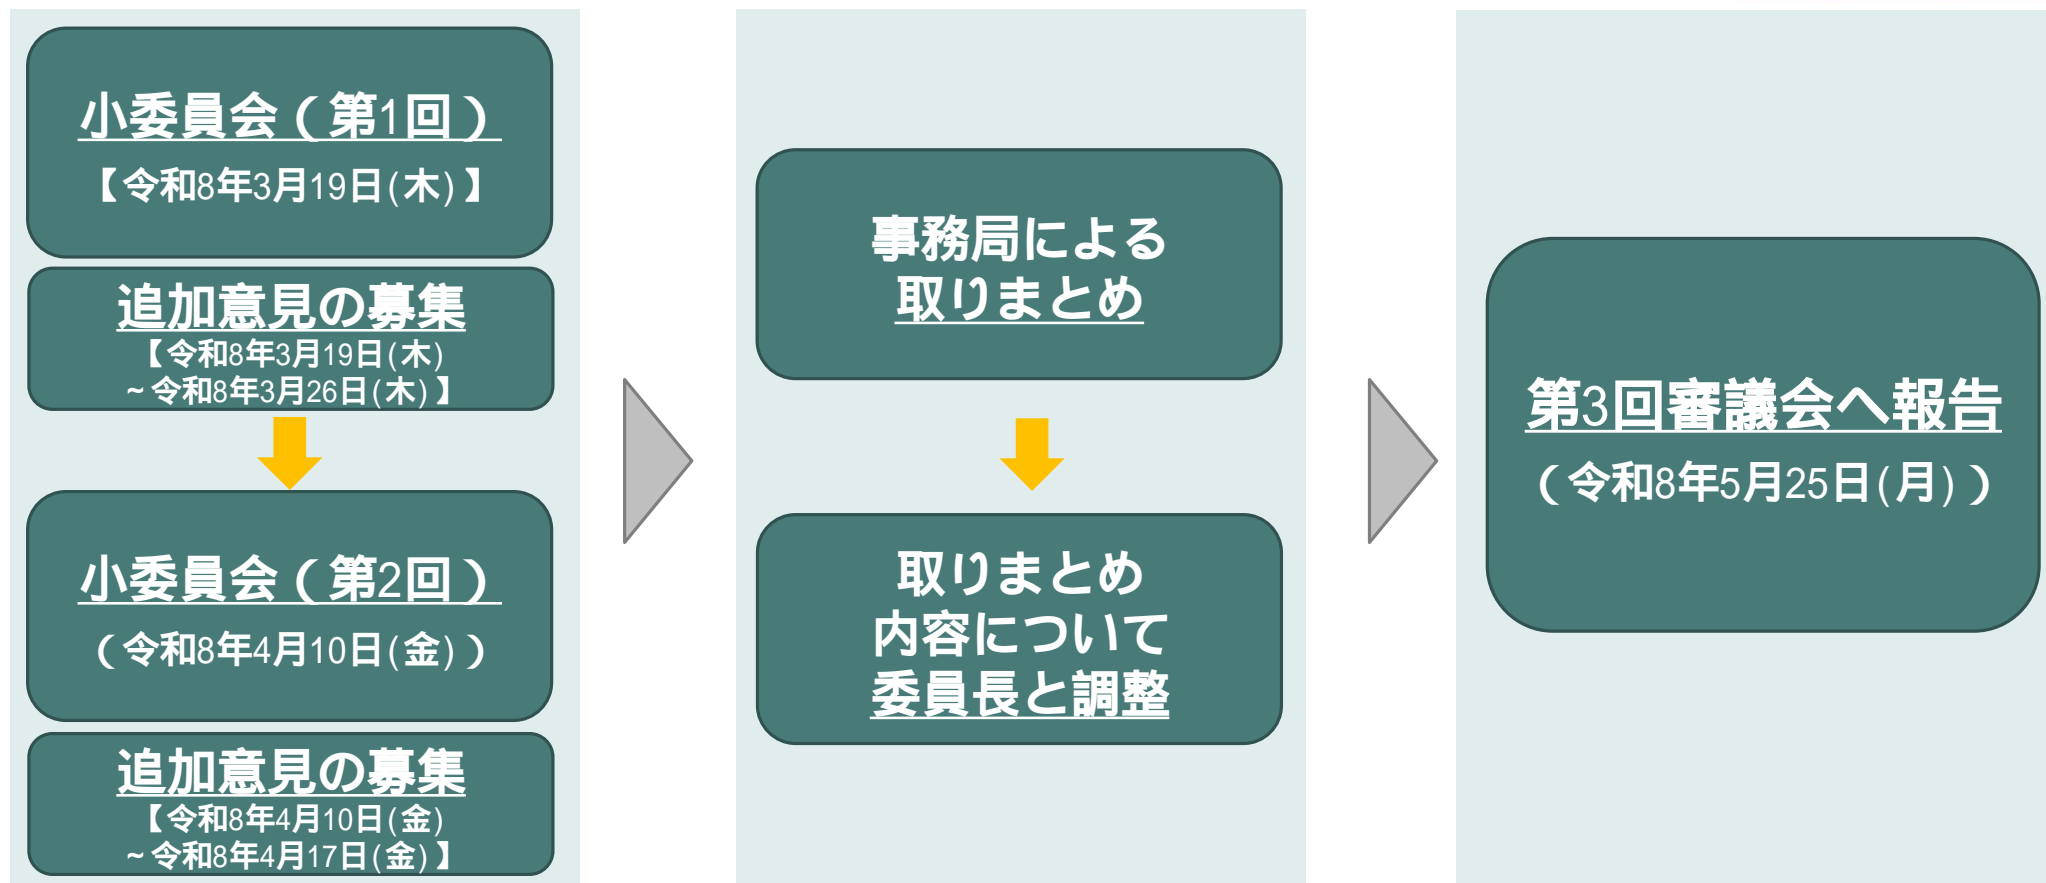 小委員会（第1回）
【令和8年3月19日(木)】
追加意見の募集
【令和8年3月19日(木)
~令和8年3月26日(木)】
小委員会（第2回）
（令和8年4月10日(金)）
追加意見の募集
【令和8年4月10日(金)
~令和8年4月17日(金)】
事務局による
取りまとめ
取りまとめ
内容について
委員長と調整
第3回審議会へ報告
（令和8年5月25日(月)）